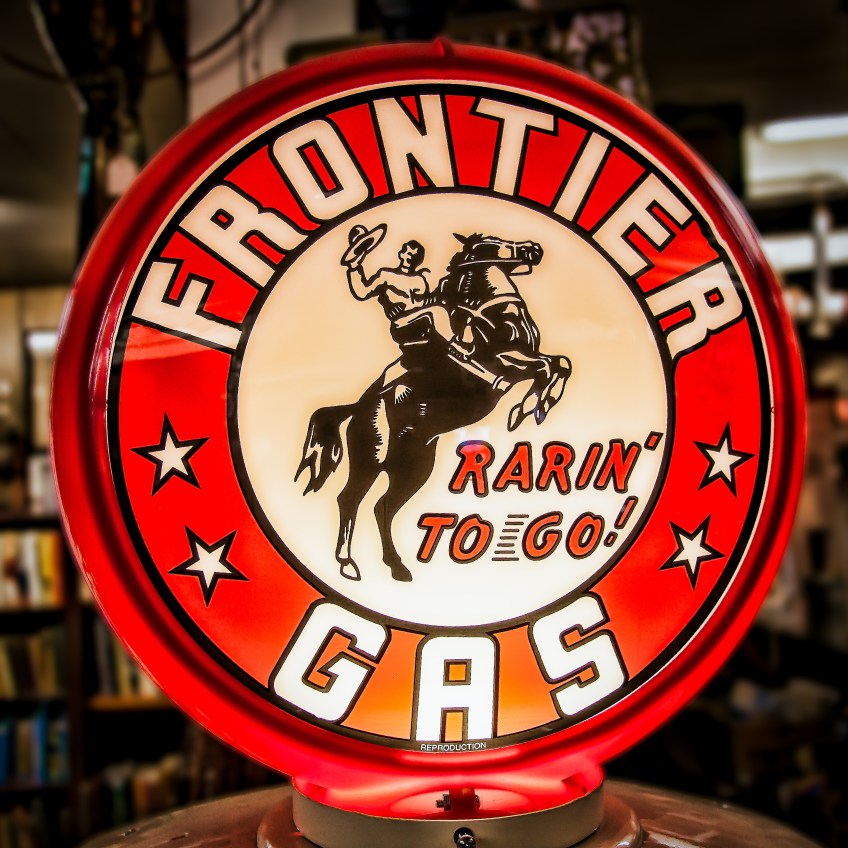 FRONTIER
RARIN'
TO GO!
GAS
REPRODUCTION